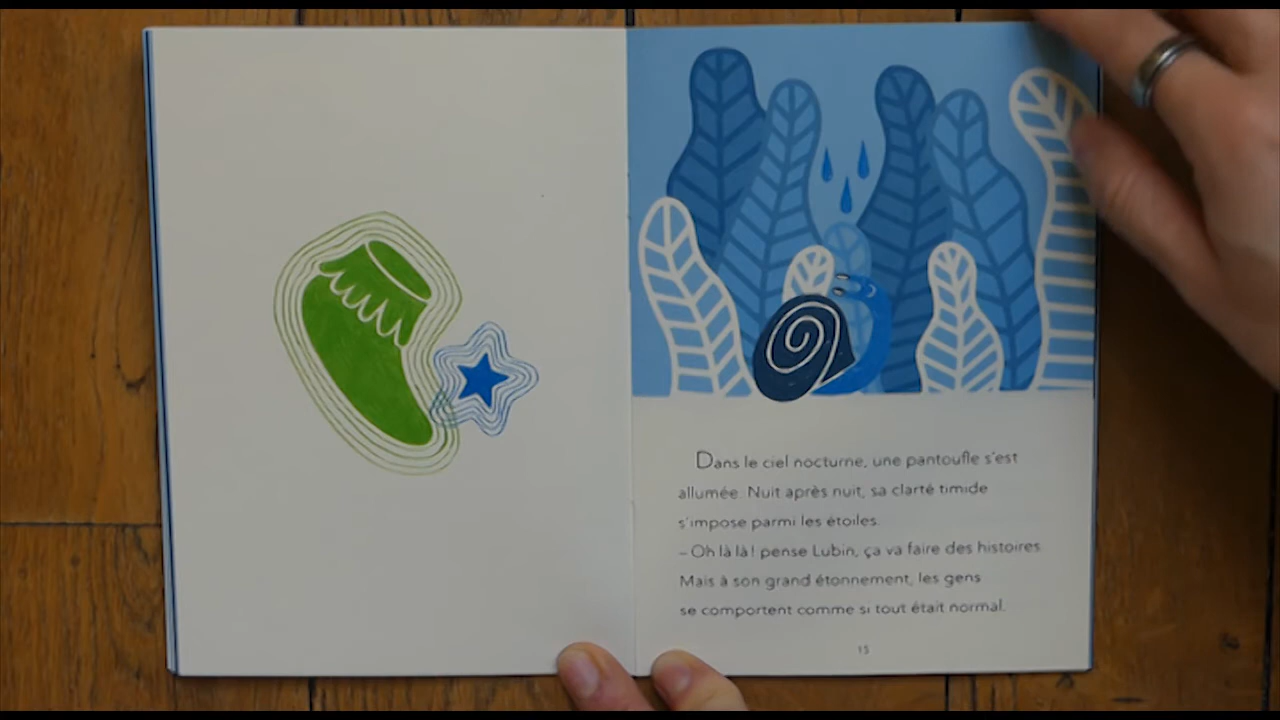 Dans le ciel nocturne, une pantoufle s'est
allumée. Nuit après nuit, sa clarté timide
s'impose parmi les étoiles.
– Oh là là ! pense Lubin, ça va faire des histoires.
Mais à son grand étonnement, les gens
se comportent comme si tout était normal.
15